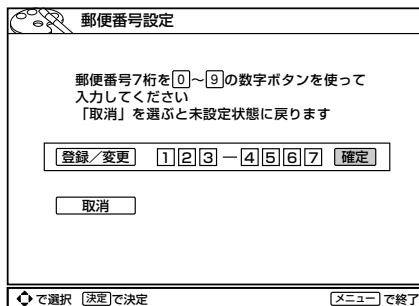 郵便番号設定
郵便番号7桁を0～9の数字ボタンを使って
入力してください
「取消」を選ぶと未設定状態に戻ります
登録／変更 123－4567 確定
取消
で選択 決定で決定 メニューで終了